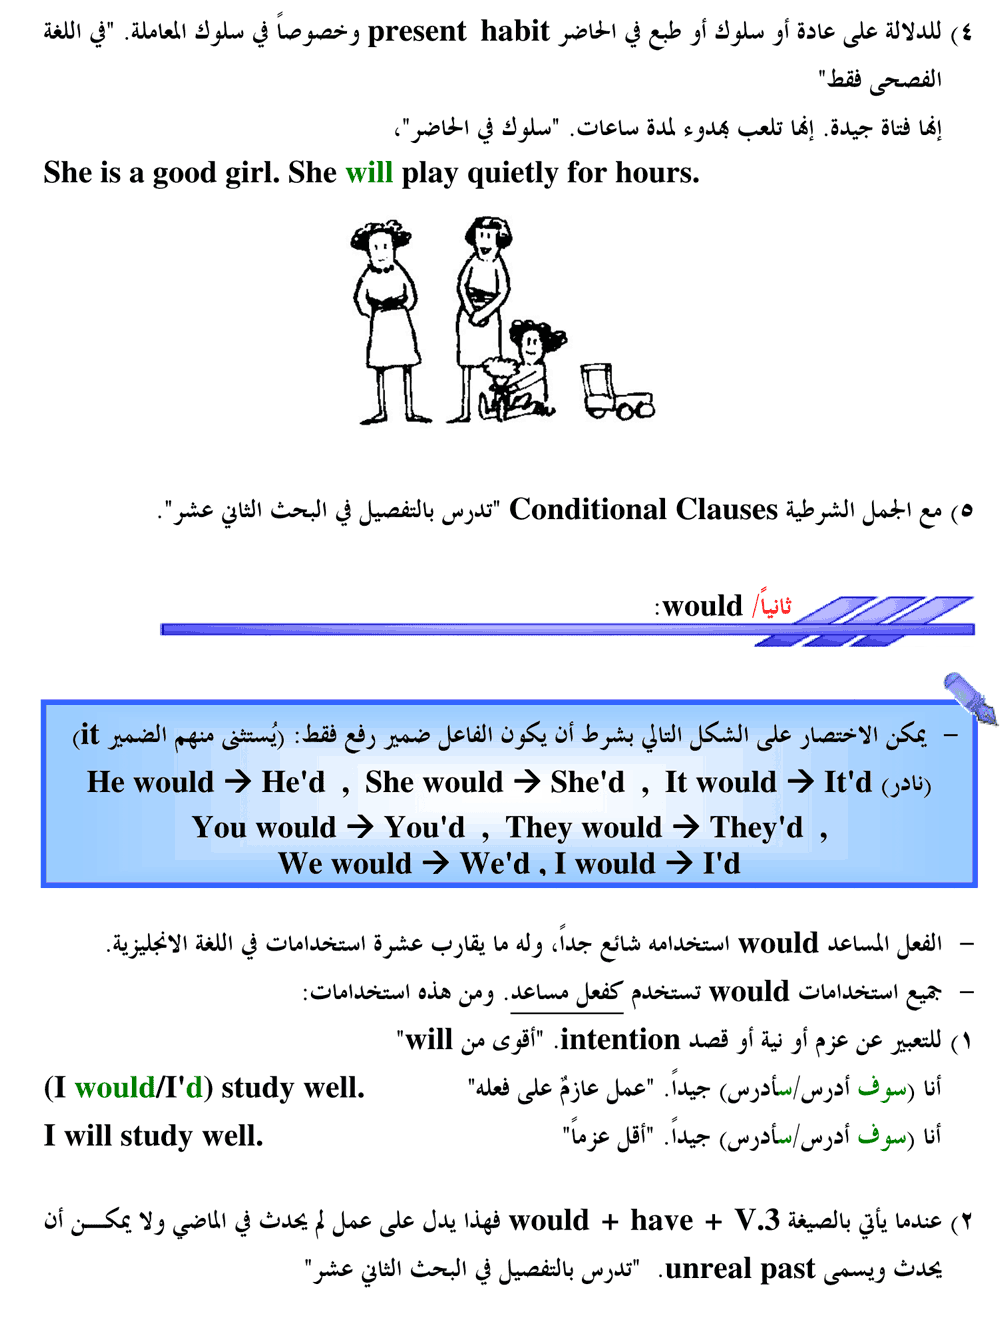 ٤) للدلالة على عادة أو سلوك أو طبع في الحاضر present habit وخصوصاً في سلوك المعاملة. "في اللغة
الفصحى فقط"
إنها فتاة جيدة. إنها تلعب بهدوء لمدة ساعات. "سلوك في الحاضر"،
She is a good girl. She will play quietly for hours.
٥) مع الجمل الشرطية Conditional Clauses "تدرس بالتفصيل في البحث الثاني عشر".
ثانياً/ would:
– يمكن الاختصار على الشكل التالي بشرط أن يكون الفاعل ضمير رفع فقط: (يُستثنى منهم الضمير it)
He would → He'd , She would → She'd , It would → It'd (نادر)
You would → You'd , They would → They'd ,
We would → We'd , I would → I'd
– الفعل المساعد would استخدامه شائع جداً، وله ما يقارب عشرة استخدامات في اللغة الانجليزية.
– جميع استخدامات would تستخدم كفعل مساعد. ومن هذه استخدامات:
١) للتعبير عن عزم أو نية أو قصد intention. "أقوى من will"
أنا (سوف أدرس/سأدرس) جيداً. "عمل عازمٌ على فعله" (I would/I'd) study well.
أنا (سوف أدرس/سأدرس) جيداً. "أقل عزماً" I will study well.
٢) عندما يأتي بالصيغة would + have + V.3 فهذا يدل على عمل لم يحدث في الماضي ولا يمكـــن أن
يحدث ويسمى unreal past. "تدرس بالتفصيل في البحث الثاني عشر"